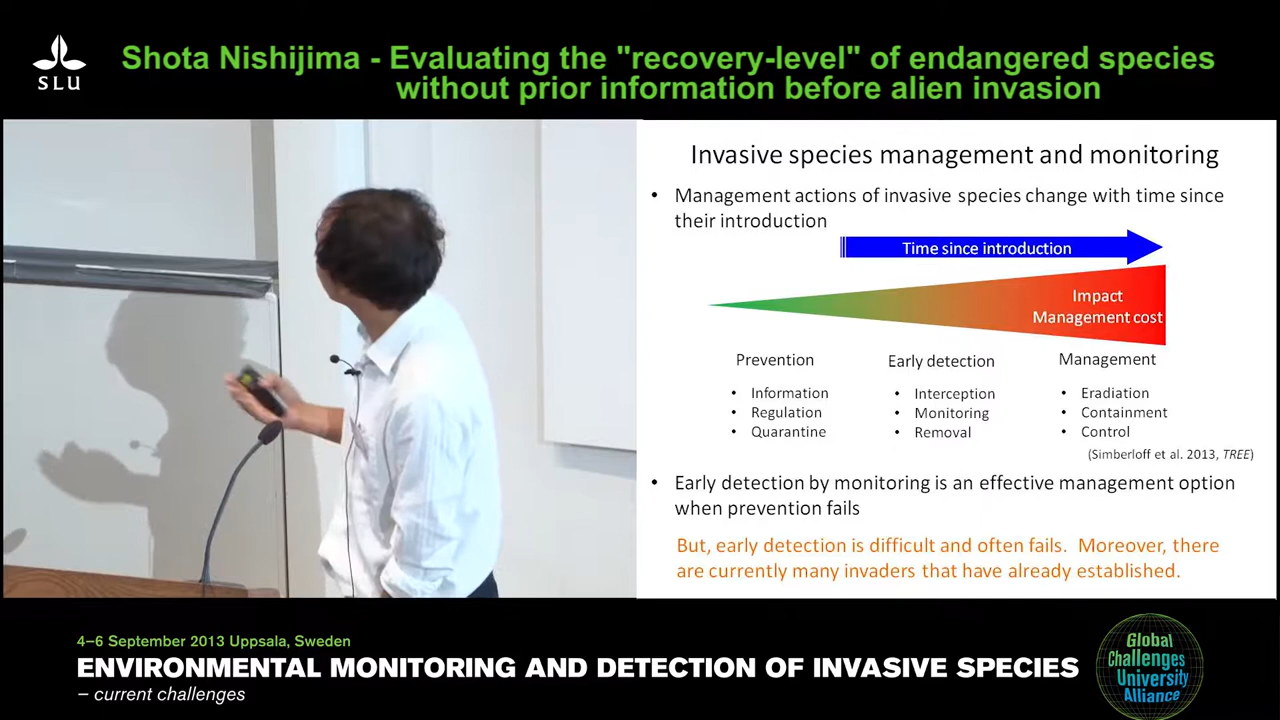 SLU
Shota Nishijima - Evaluating the "recovery-level" of endangered species
without prior information before alien invasion
Invasive species management and monitoring
• Management actions of invasive species change with time since
their introduction
Time since introduction
Impact
Management cost
Prevention
• Information
• Regulation
• Quarantine
Early detection
• Interception
• Monitoring
• Removal
Management
• Eradiation
• Containment
• Control
(Simberloff et al. 2013, TREE)
• Early detection by monitoring is an effective management option
when prevention fails
But, early detection is difficult and often fails. Moreover, there
are currently many invaders that have already established.
4–6 September 2013 Uppsala, Sweden
ENVIRONMENTAL MONITORING AND DETECTION OF INVASIVE SPECIES
– current challenges
Global
Challenges
University
Alliance